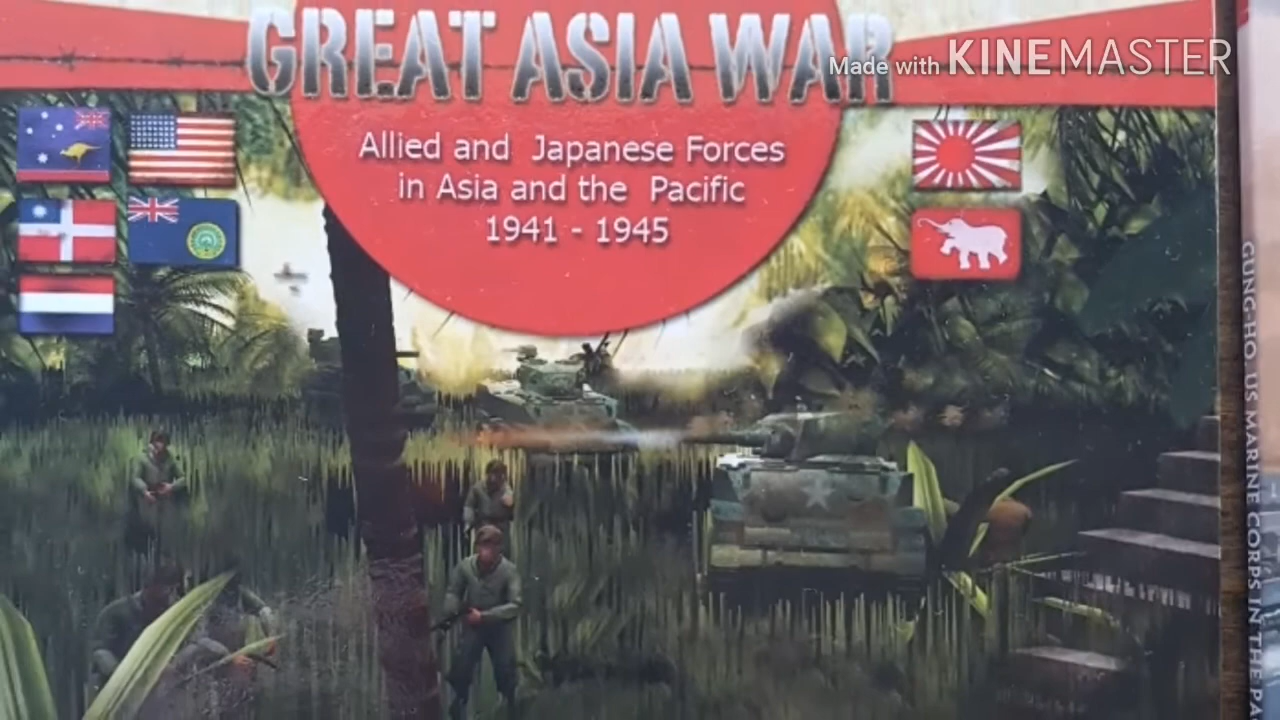 GREAT ASIA WAR
Made with KINEMASTER
Allied and Japanese Forces
in Asia and the Pacific
1941 - 1945
GUNG-HO, US MARINE CORPS IN THE PA